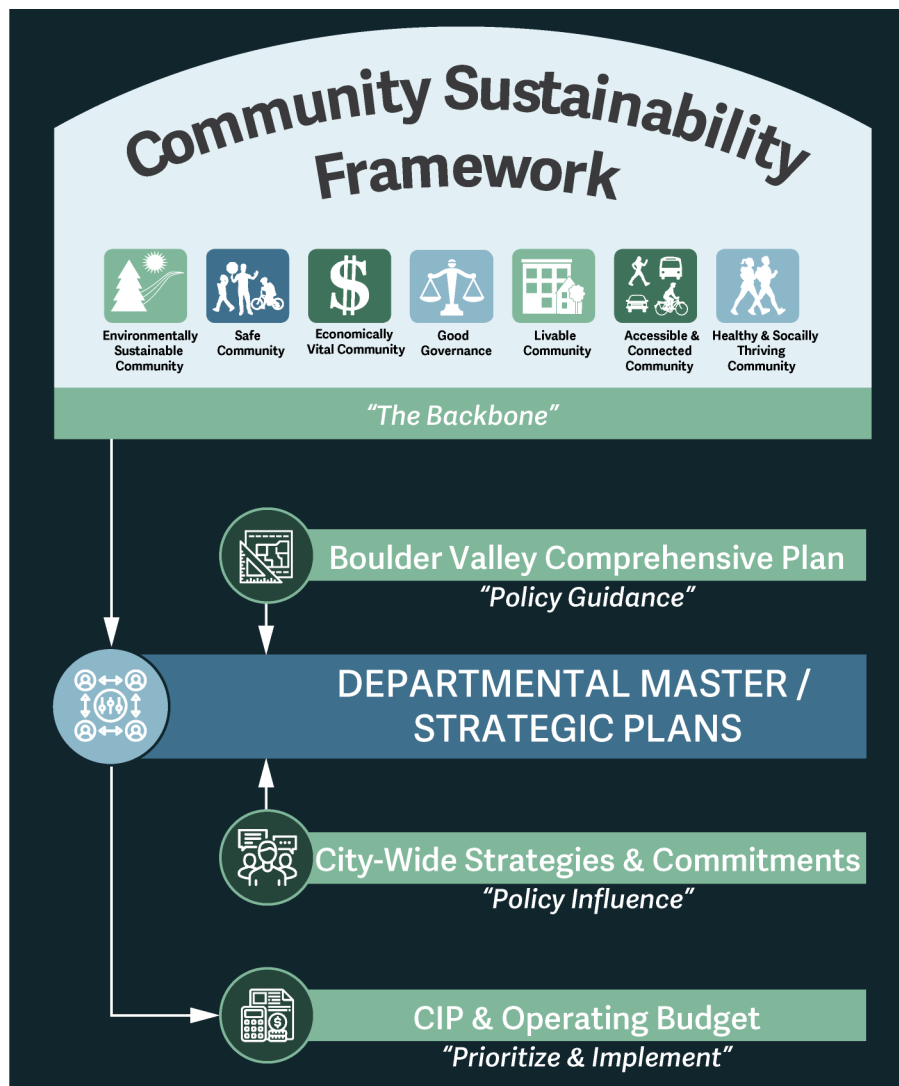 Community Sustainability
Framework
Environmentally
Sustainable
Community
Safe
Community
Economically
Vital Community
Good
Governance
Livable
Community
Accessible &
Connected
Community
Healthy & Socailly
Thriving
Community
“The Backbone”
Boulder Valley Comprehensive Plan
“Policy Guidance”
DEPARTMENTAL MASTER /
STRATEGIC PLANS
City-Wide Strategies & Commitments
“Policy Influence”
CIP & Operating Budget
“Prioritize & Implement”